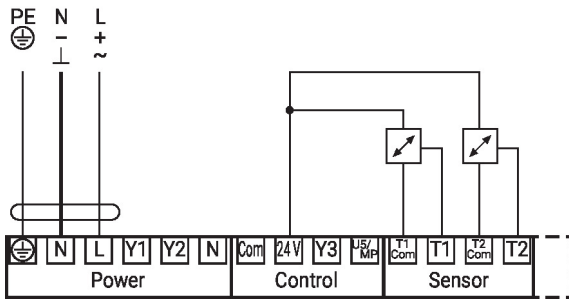 PE N L
- +
⊥ ~
N L Y1 Y2 N Com 24V Y3 U5/MP T1 Com T1 T2 Com T2
Power Control Sensor